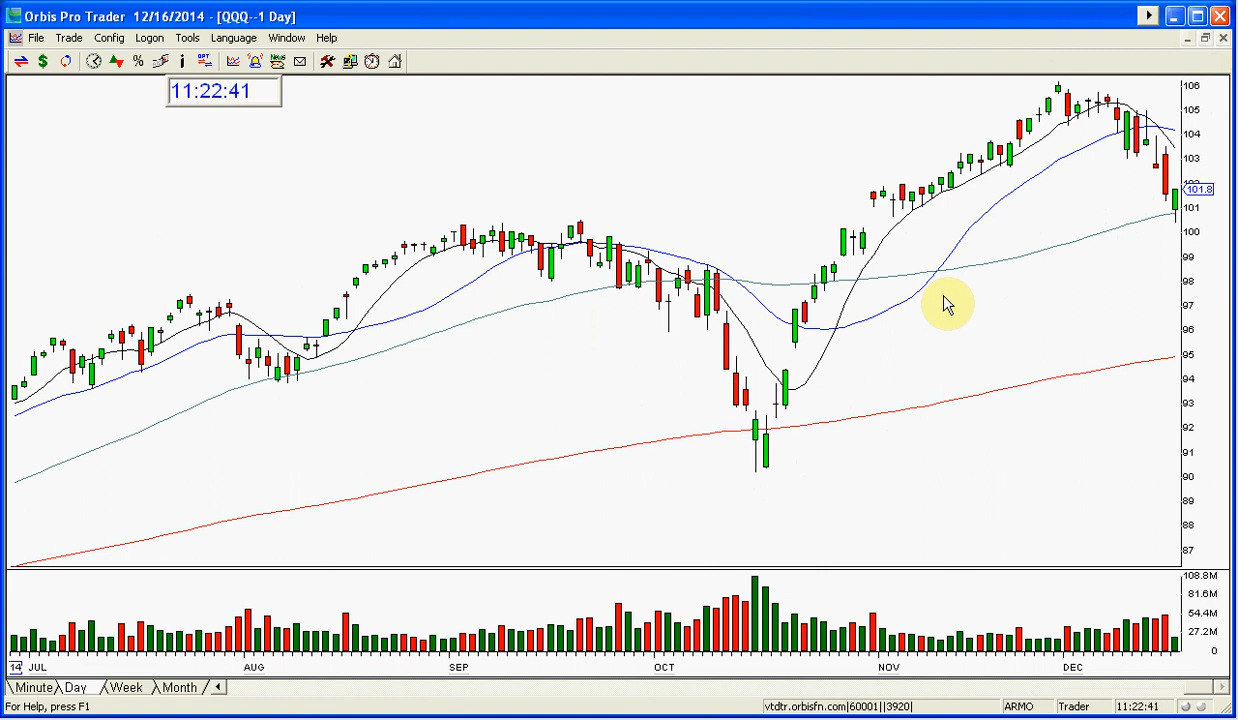 Orbis Pro Trader 12/16/2014 - [QQQ--1 Day]
File Trade Config Logon Tools Language Window Help
11:22:41
106
105
104
103
102
101.8
101
100
99
98
97
96
95
94
93
92
91
90
89
88
87
108.8M
81.6M
54.4M
27.2M
0
14 JUL AUG SEP OCT NOV DEC
Minute Day Week Month
For Help, press F1 vtdtr.orbisfn.com|60001||3920| ARMO Trader 11:22:41